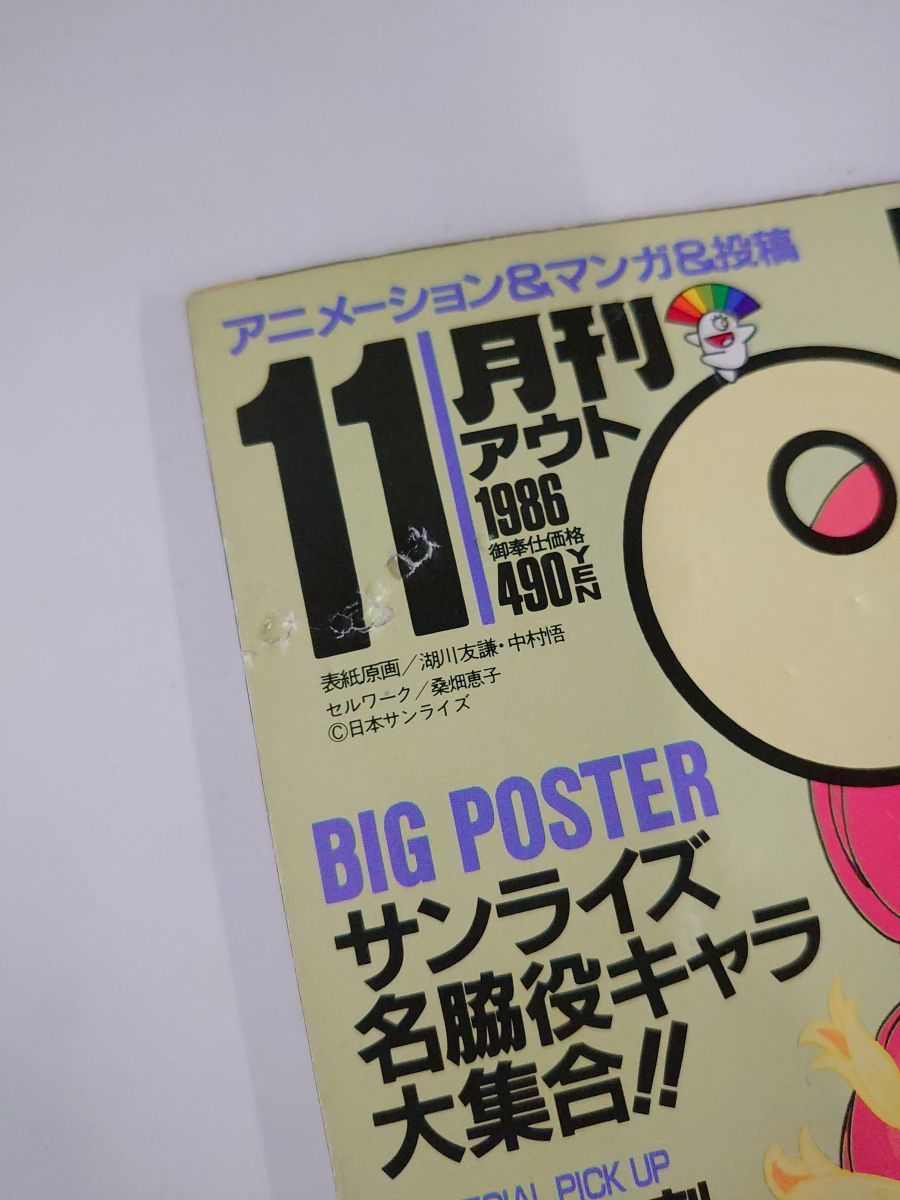 アニメーション&マンガ&投稿
11
月刊
アウト
1986
御奉仕価格
490YEN
表紙原画/湖川友謙・中村悟
セルワーク/桑畑恵子
©日本サンライズ
BIG POSTER
サンライズ
名脇役キャラ
大集合!!
PICK UP